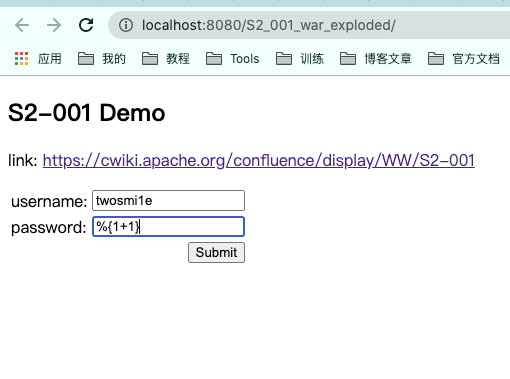 localhost:8080/S2_001_war_exploded/
应用 我的 教程 Tools 训练 博客文章 官方文档
S2-001 Demo
link: https://cwiki.apache.org/confluence/display/WW/S2-001
username: twosmi1e
password: %{1+1}
Submit